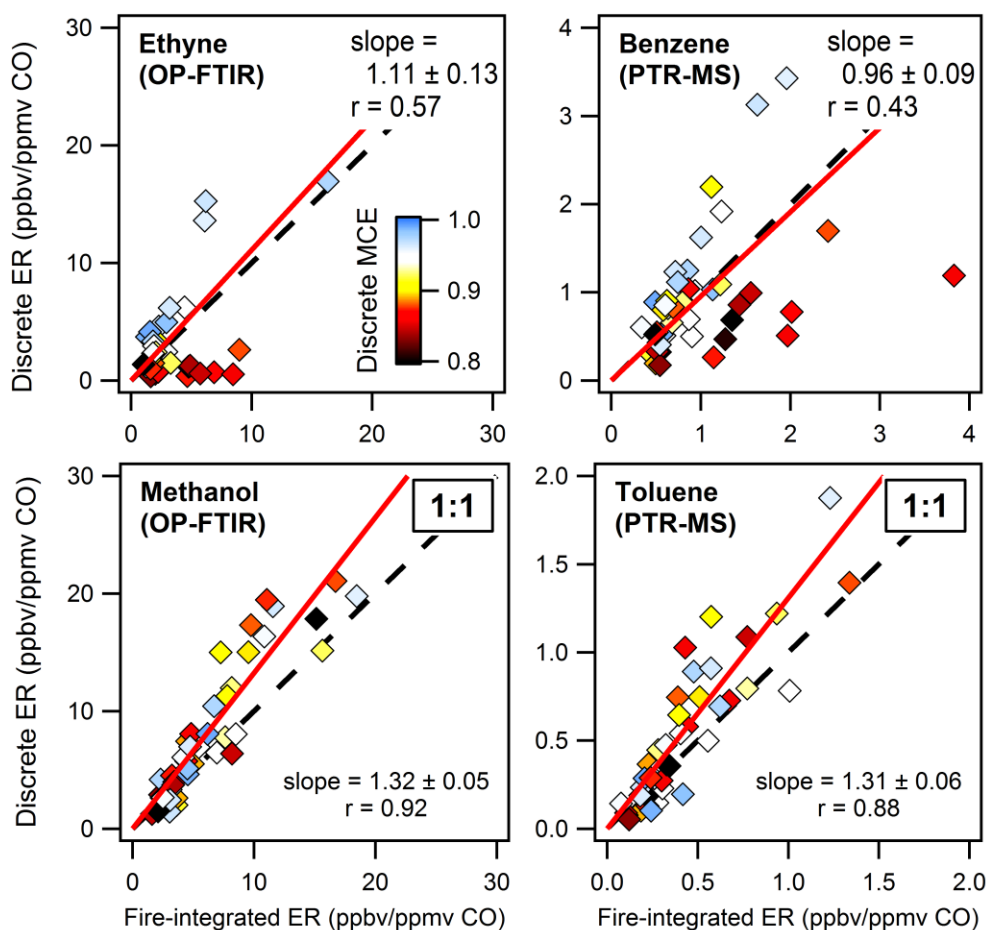 Ethyne
(OP-FTIR)
slope =
1.11 ± 0.13
r = 0.57
30
20
10
0
Discrete ER (ppbv/ppmv CO)
Discrete MCE
1.0
0.9
0.8
0
10
20
30
Benzene
(PTR-MS)
slope =
0.96 ± 0.09
r = 0.43
4
3
2
1
0
0
1
2
3
4
Methanol
(OP-FTIR)
1:1
30
20
10
0
Discrete ER (ppbv/ppmv CO)
slope = 1.32 ± 0.05
r = 0.92
0
10
20
30
Fire-integrated ER (ppbv/ppmv CO)
Toluene
(PTR-MS)
1:1
2.0
1.5
1.0
0.5
0.0
slope = 1.31 ± 0.06
r = 0.88
0.0
0.5
1.0
1.5
2.0
Fire-integrated ER (ppbv/ppmv CO)